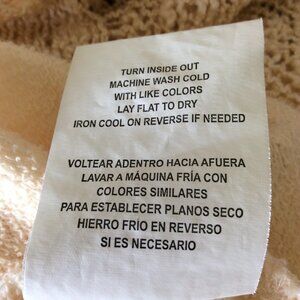 TURN INSIDE OUT
MACHINE WASH COLD
WITH LIKE COLORS
LAY FLAT TO DRY
IRON COOL ON REVERSE IF NEEDED
VOLTEAR ADENTRO HACIA AFUERA
LAVAR A MÁQUINA FRÍA CON
COLORES SIMILARES
PARA ESTABLECER PLANOS SECO
HIERRO FRÍO EN REVERSO
SI ES NECESARIO